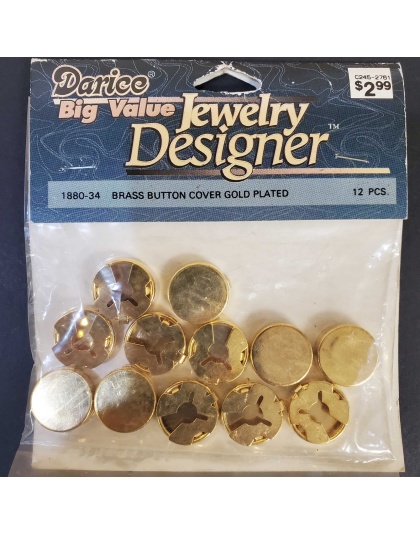 Darice®
Big Value
Jewelry
Designer™
C245-2761
$2.99
1880-34 BRASS BUTTON COVER GOLD PLATED 12 PCS.